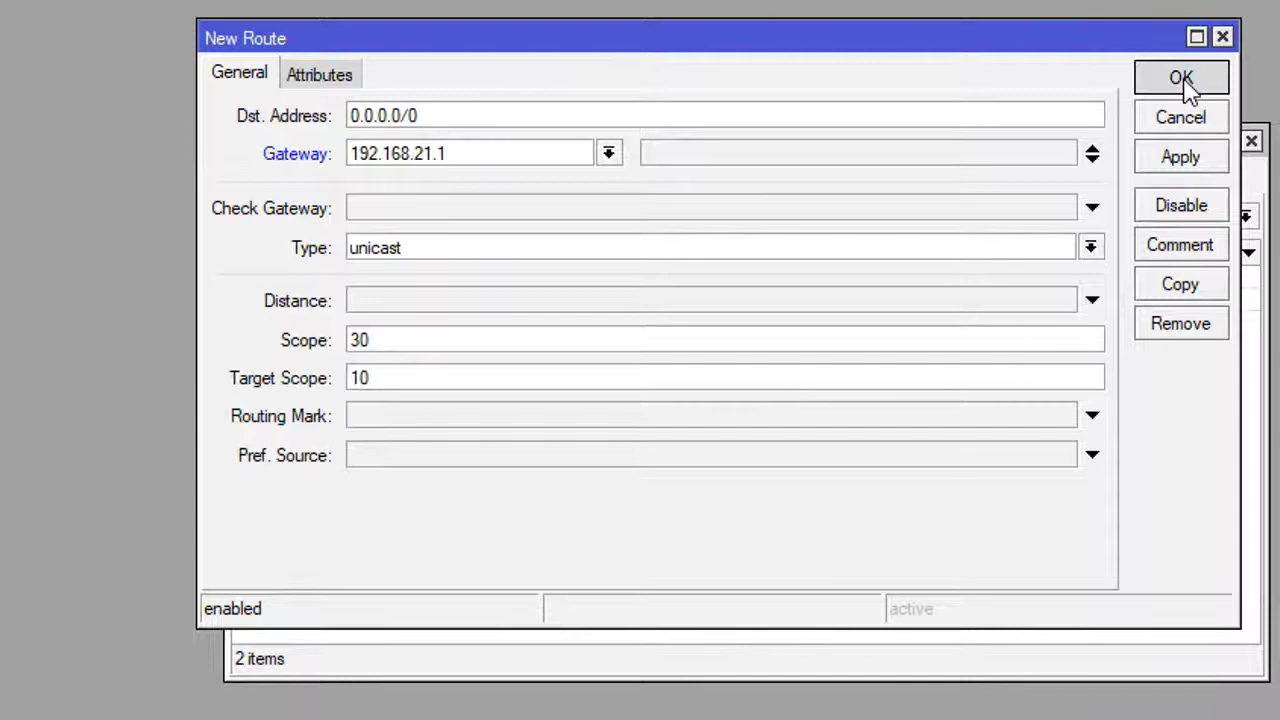 New Route
General Attributes
Dst. Address: 0.0.0.0/0
Gateway: 192.168.21.1
Check Gateway:
Type: unicast
Distance:
Scope: 30
Target Scope: 10
Routing Mark:
Pref. Source:
OK
Cancel
Apply
Disable
Comment
Copy
Remove
enabled active
2 items